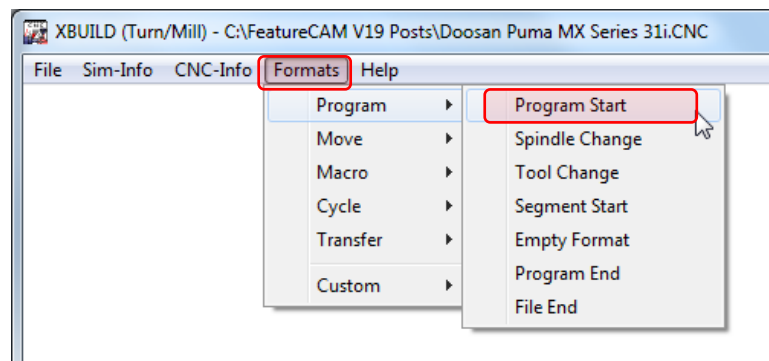 XBUILD (Turn/Mill) - C:\FeatureCAM V19 Posts\Doosan Puma MX Series 31i.CNC
File Sim-Info CNC-Info Formats Help
Program
Move
Macro
Cycle
Transfer
Custom
Program Start
Spindle Change
Tool Change
Segment Start
Empty Format
Program End
File End